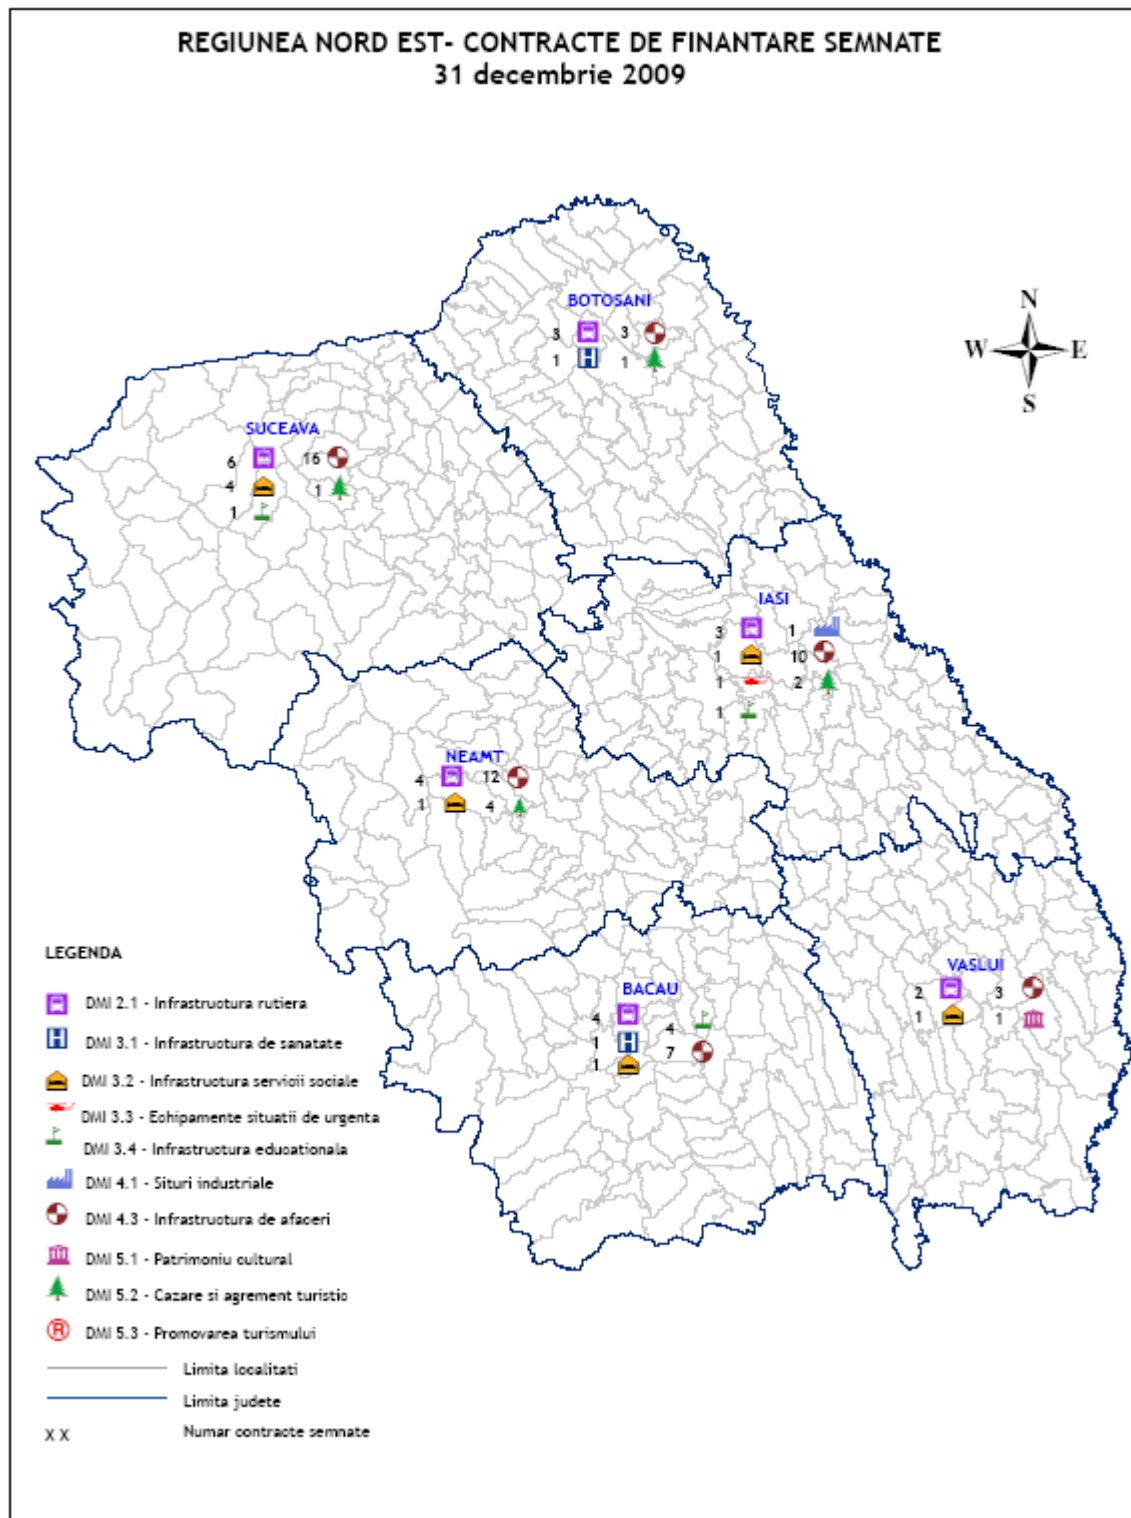 REGIUNEA NORD EST- CONTRACTE DE FINANTARE SEMNATE
31 decembrie 2009
N
W E
S
BOTOSANI
3 3
1 H 1
SUCEAVA
6 16
4 1
1
IASI
3 1
1 10
1 2
1
NEAMT
4 12
1 4
VASLUI
2 3
1 1
BACAU
4 4
1 H 7
1
LEGENDA
DMI 2.1 - Infrastructura rutiera
H DMI 3.1 - Infrastructura de sanatate
DMI 3.2 - Infrastructura servicii sociale
DMI 3.3 - Echipamente situatii de urgenta
DMI 3.4 - Infrastructura educationala
DMI 4.1 - Situri industriale
DMI 4.3 - Infrastructura de afaceri
DMI 5.1 - Patrimoniu cultural
DMI 5.2 - Cazare si agrement turistic
R DMI 5.3 - Promovarea turismului
Limita localitati
Limita judete
x x Numar contracte semnate